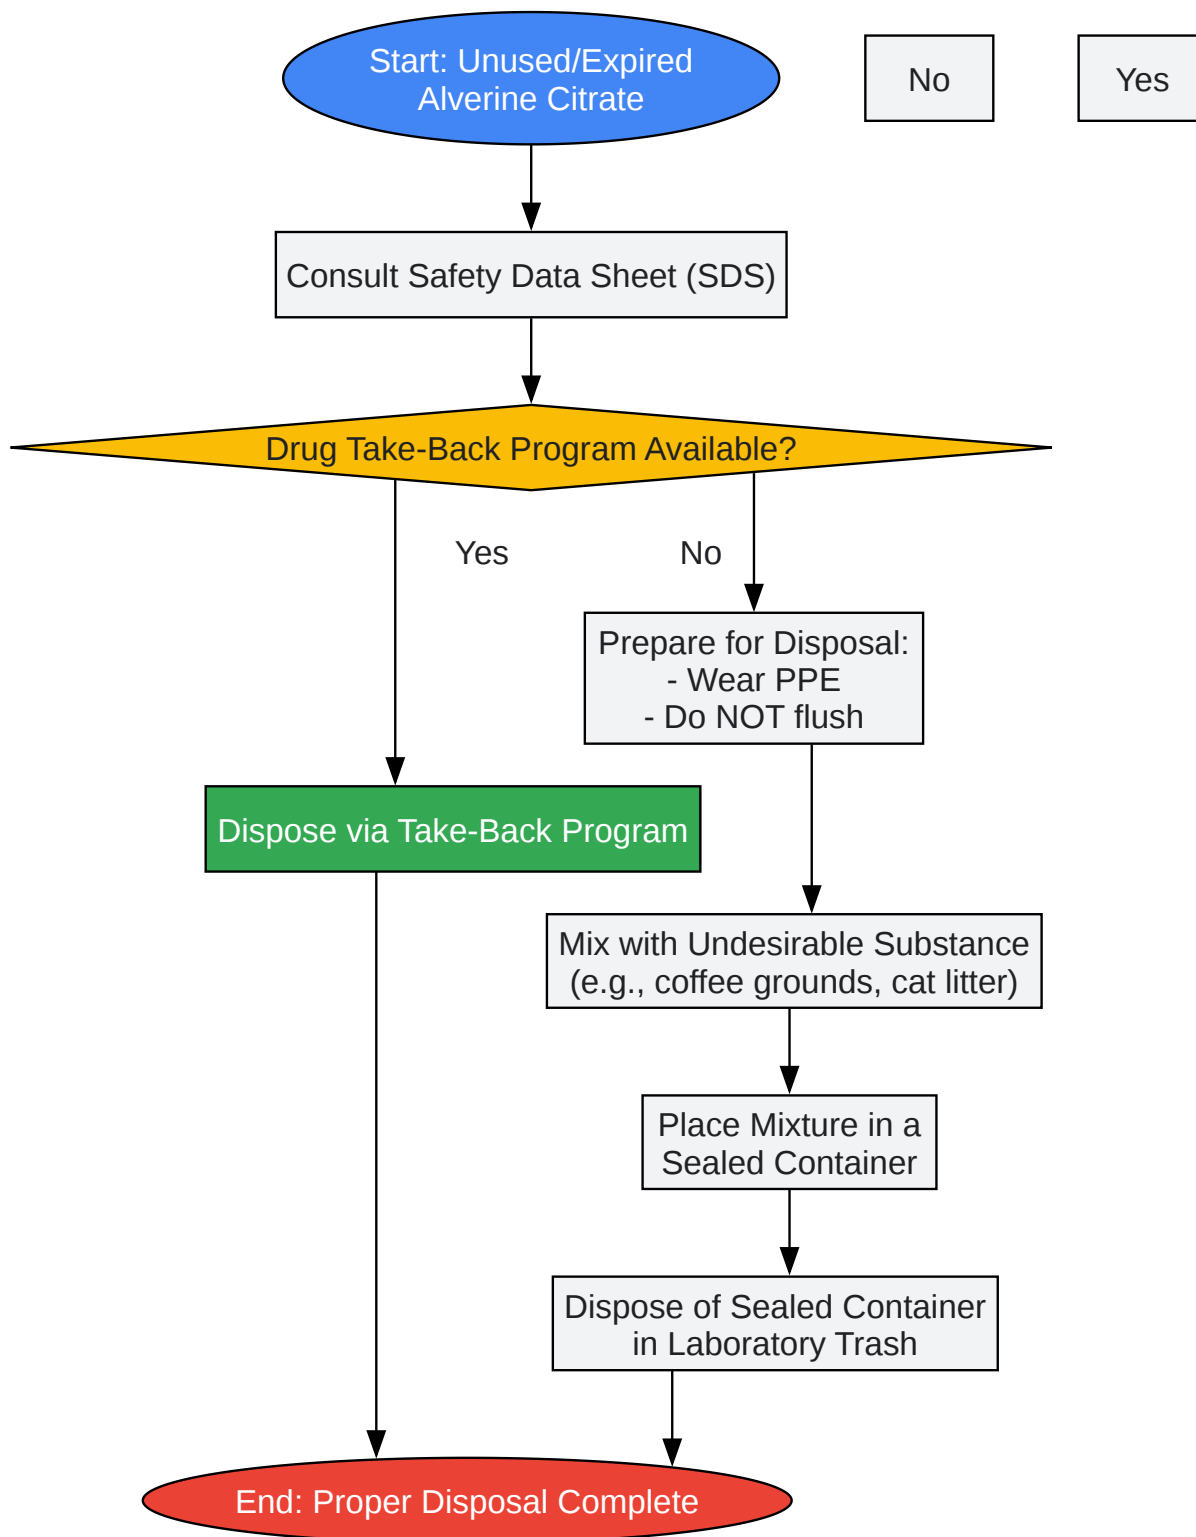 Start: Unused/Expired
Alverine Citrate
No
Yes
Consult Safety Data Sheet (SDS)
Drug Take-Back Program Available?
Yes
No
Prepare for Disposal:
- Wear PPE
- Do NOT flush
Dispose via Take-Back Program
Mix with Undesirable Substance
(e.g., coffee grounds, cat litter)
Place Mixture in a
Sealed Container
Dispose of Sealed Container
in Laboratory Trash
End: Proper Disposal Complete